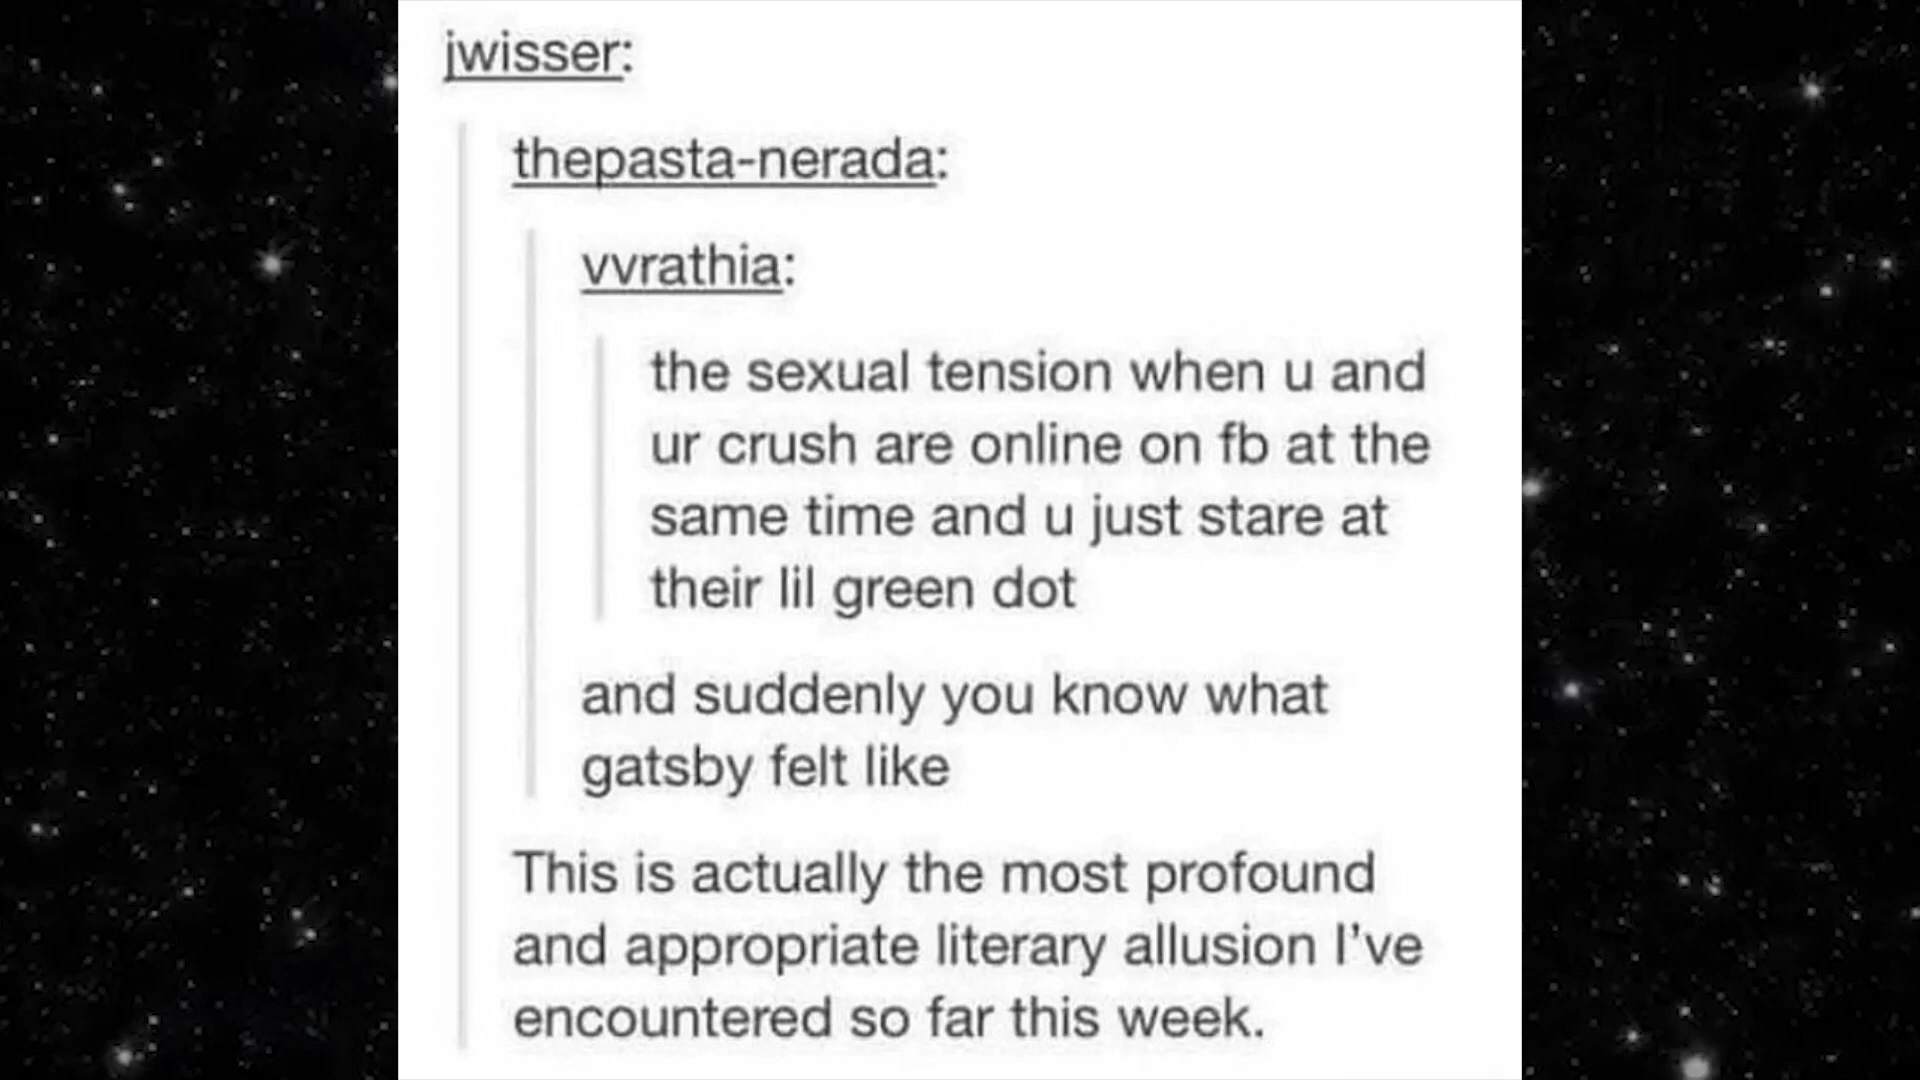 jwisser:
thepasta-nerada:
vvrathia:
the sexual tension when u and
ur crush are online on fb at the
same time and u just stare at
their lil green dot
and suddenly you know what
gatsby felt like
This is actually the most profound
and appropriate literary allusion I've
encountered so far this week.